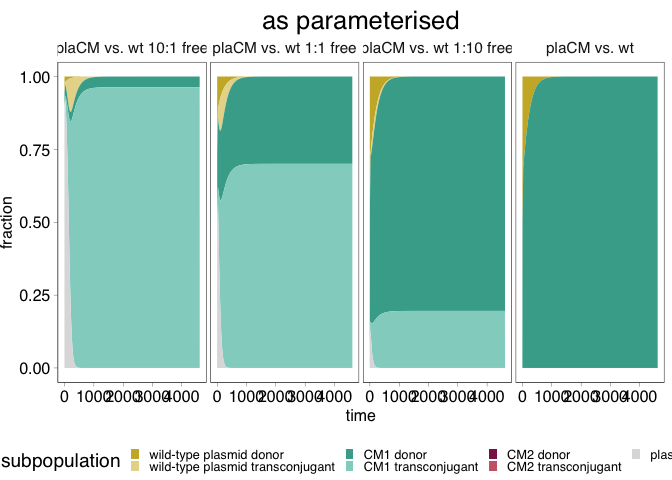 as parameterised
plaCM vs. wt 10:1 free plaCM vs. wt 1:1 free plaCM vs. wt 1:10 free plaCM vs. wt
1.00
0.75
0.50
0.25
0.00
fraction
0 1000 2000 3000 4000 0 1000 2000 3000 4000 0 1000 2000 3000 4000 0 1000 2000 3000 4000
time
subpopulation
wild-type plasmid donor CM1 donor CM2 donor plas
wild-type plasmid transconjugant CM1 transconjugant CM2 transconjugant